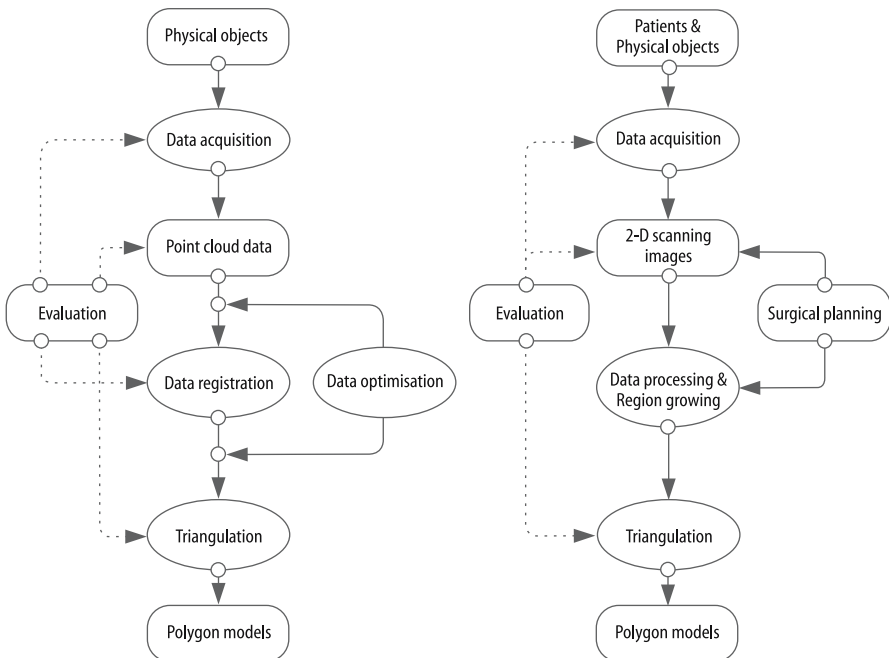 Physical objects
Data acquisition
Point cloud data
Evaluation
Data registration
Data optimisation
Triangulation
Polygon models
Patients &
Physical objects
Data acquisition
2-D scanning
images
Evaluation
Surgical planning
Data processing &
Region growing
Triangulation
Polygon models